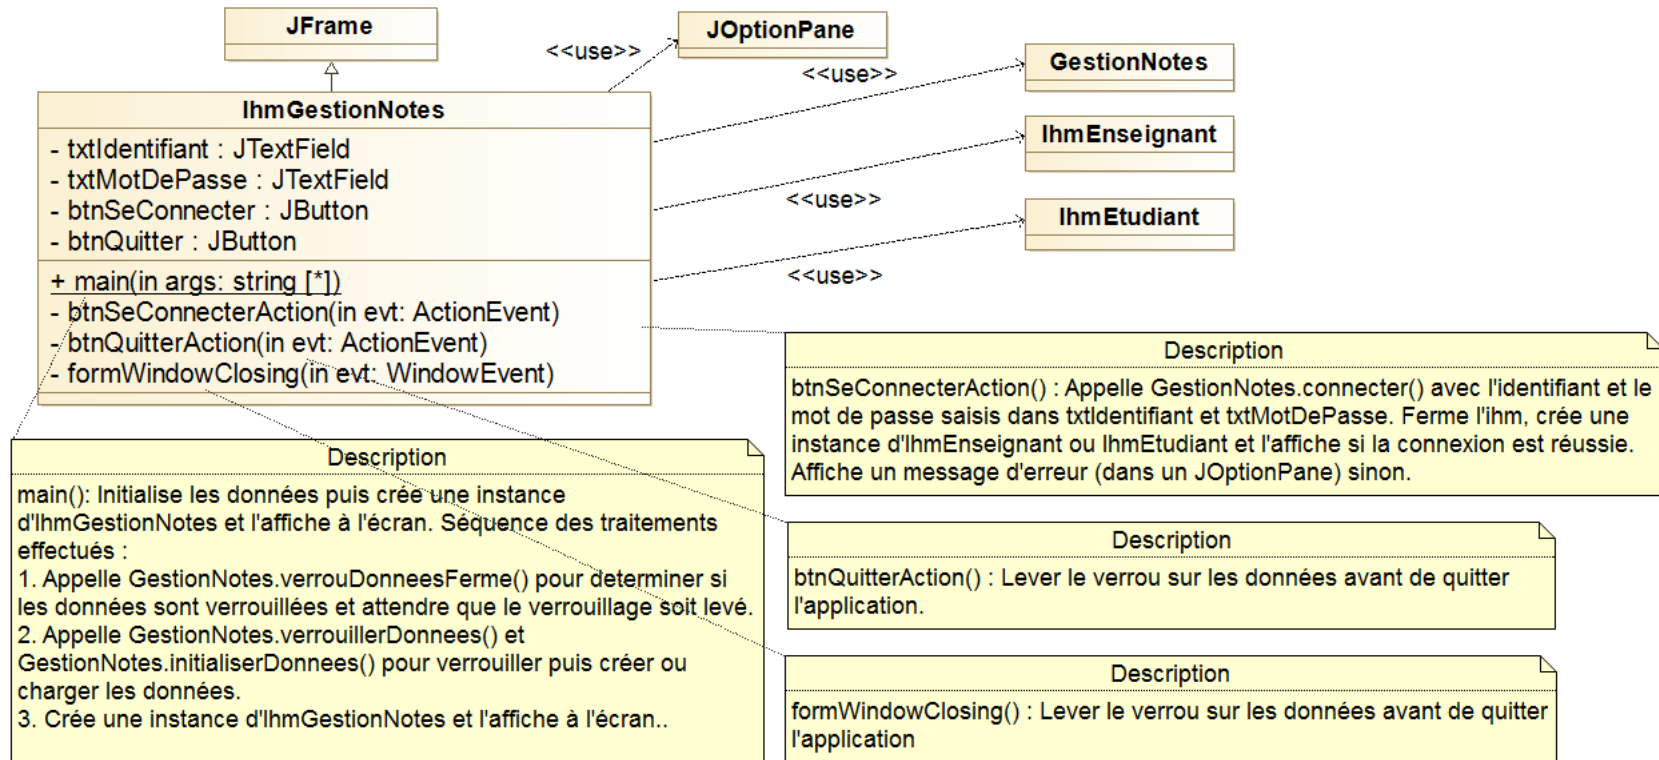 JFrame
<<use>>
JOptionPane
<<use>>
GestionNotes
IhmGestionNotes
- txtIdentifiant : JTextField
- txtMotDePasse : JTextField
- btnSeConnecter : JButton
- btnQuitter : JButton
IhmEnseignant
<<use>>
IhmEtudiant
<<use>>
+ main(in args: string [*])
- btnSeConnecterAction(in evt: ActionEvent)
- btnQuitterAction(in evt: ActionEvent)
- formWindowClosing(in evt: WindowEvent)
Description
btnSeConnecterAction() : Appelle GestionNotes.connecter() avec l'identifiant et le
mot de passe saisis dans txtIdentifiant et txtMotDePasse. Ferme l'ihm, crée une
instance d'IhmEnseignant ou IhmEtudiant et l'affiche si la connexion est réussie.
Affiche un message d'erreur (dans un JOptionPane) sinon.
Description
main(): Initialise les données puis crée une instance
d'IhmGestionNotes et l'affiche à l'écran. Séquence des traitements
effectués :
1. Appelle GestionNotes.verrouDonneesFerme() pour determiner si
les données sont verrouillées et attendre que le verrouillage soit levé.
2. Appelle GestionNotes.verrouillerDonnees() et
GestionNotes.initialiserDonnees() pour verrouiller puis créer ou
charger les données.
3. Crée une instance d'IhmGestionNotes et l'affiche à l'écran..
Description
btnQuitterAction() : Lever le verrou sur les données avant de quitter
l'application.
Description
formWindowClosing() : Lever le verrou sur les données avant de quitter
l'application